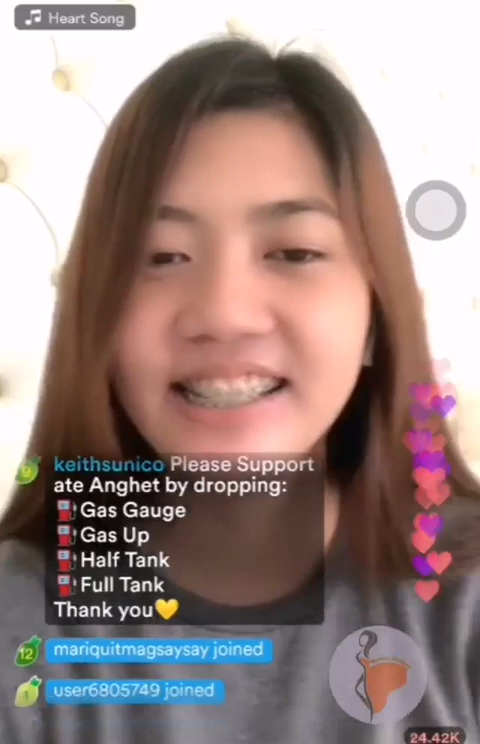 Heart Song
9 keithsunico Please Support
ate Anghet by dropping:
Gas Gauge
Gas Up
Half Tank
Full Tank
Thank you
12 mariquitmagsaysay joined
1 user6805749 joined
24.42K